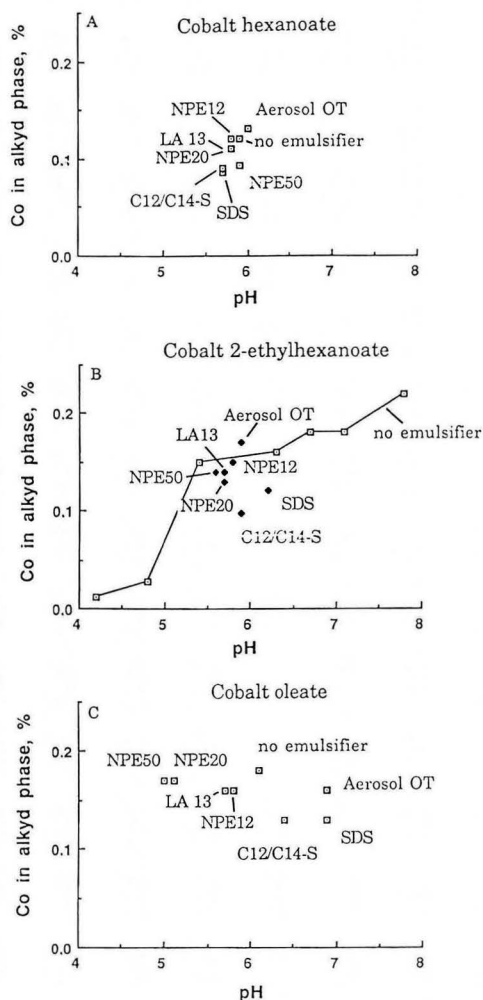 A
Cobalt hexanoate
Co in alkyd phase, %
0.2
0.1
0.0
NPE12
Aerosol OT
LA 13
no emulsifier
NPE20
NPE50
C12/C14-S
SDS
4 5 6 7 8
pH
Cobalt 2-ethylhexanoate
B
Co in alkyd phase, %
0.2
0.1
0.0
Aerosol OT
LA13
no emulsifier
NPE50
NPE12
NPE20
SDS
C12/C14-S
4 5 6 7 8
pH
Cobalt oleate
C
Co in alkyd phase, %
0.2
0.1
0.0
no emulsifier
NPE50 NPE20
Aerosol OT
LA 13
NPE12
C12/C14-S
SDS
4 5 6 7 8
pH